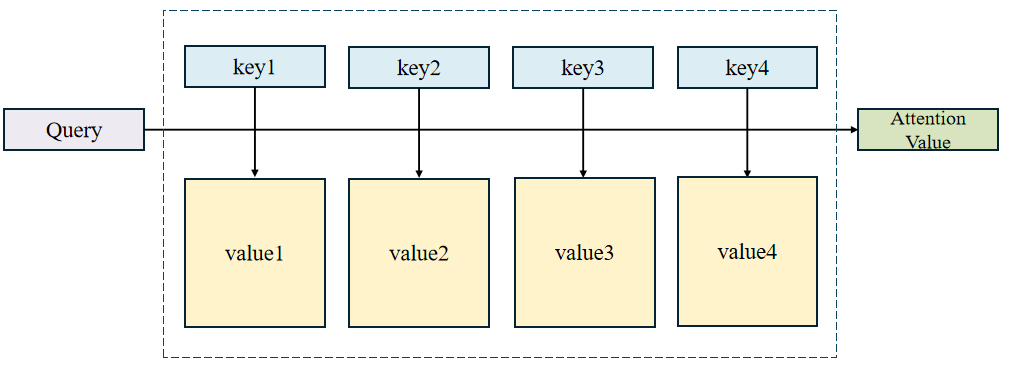 key1
key2
key3
key4
Query
Attention
Value
value1
value2
value3
value4